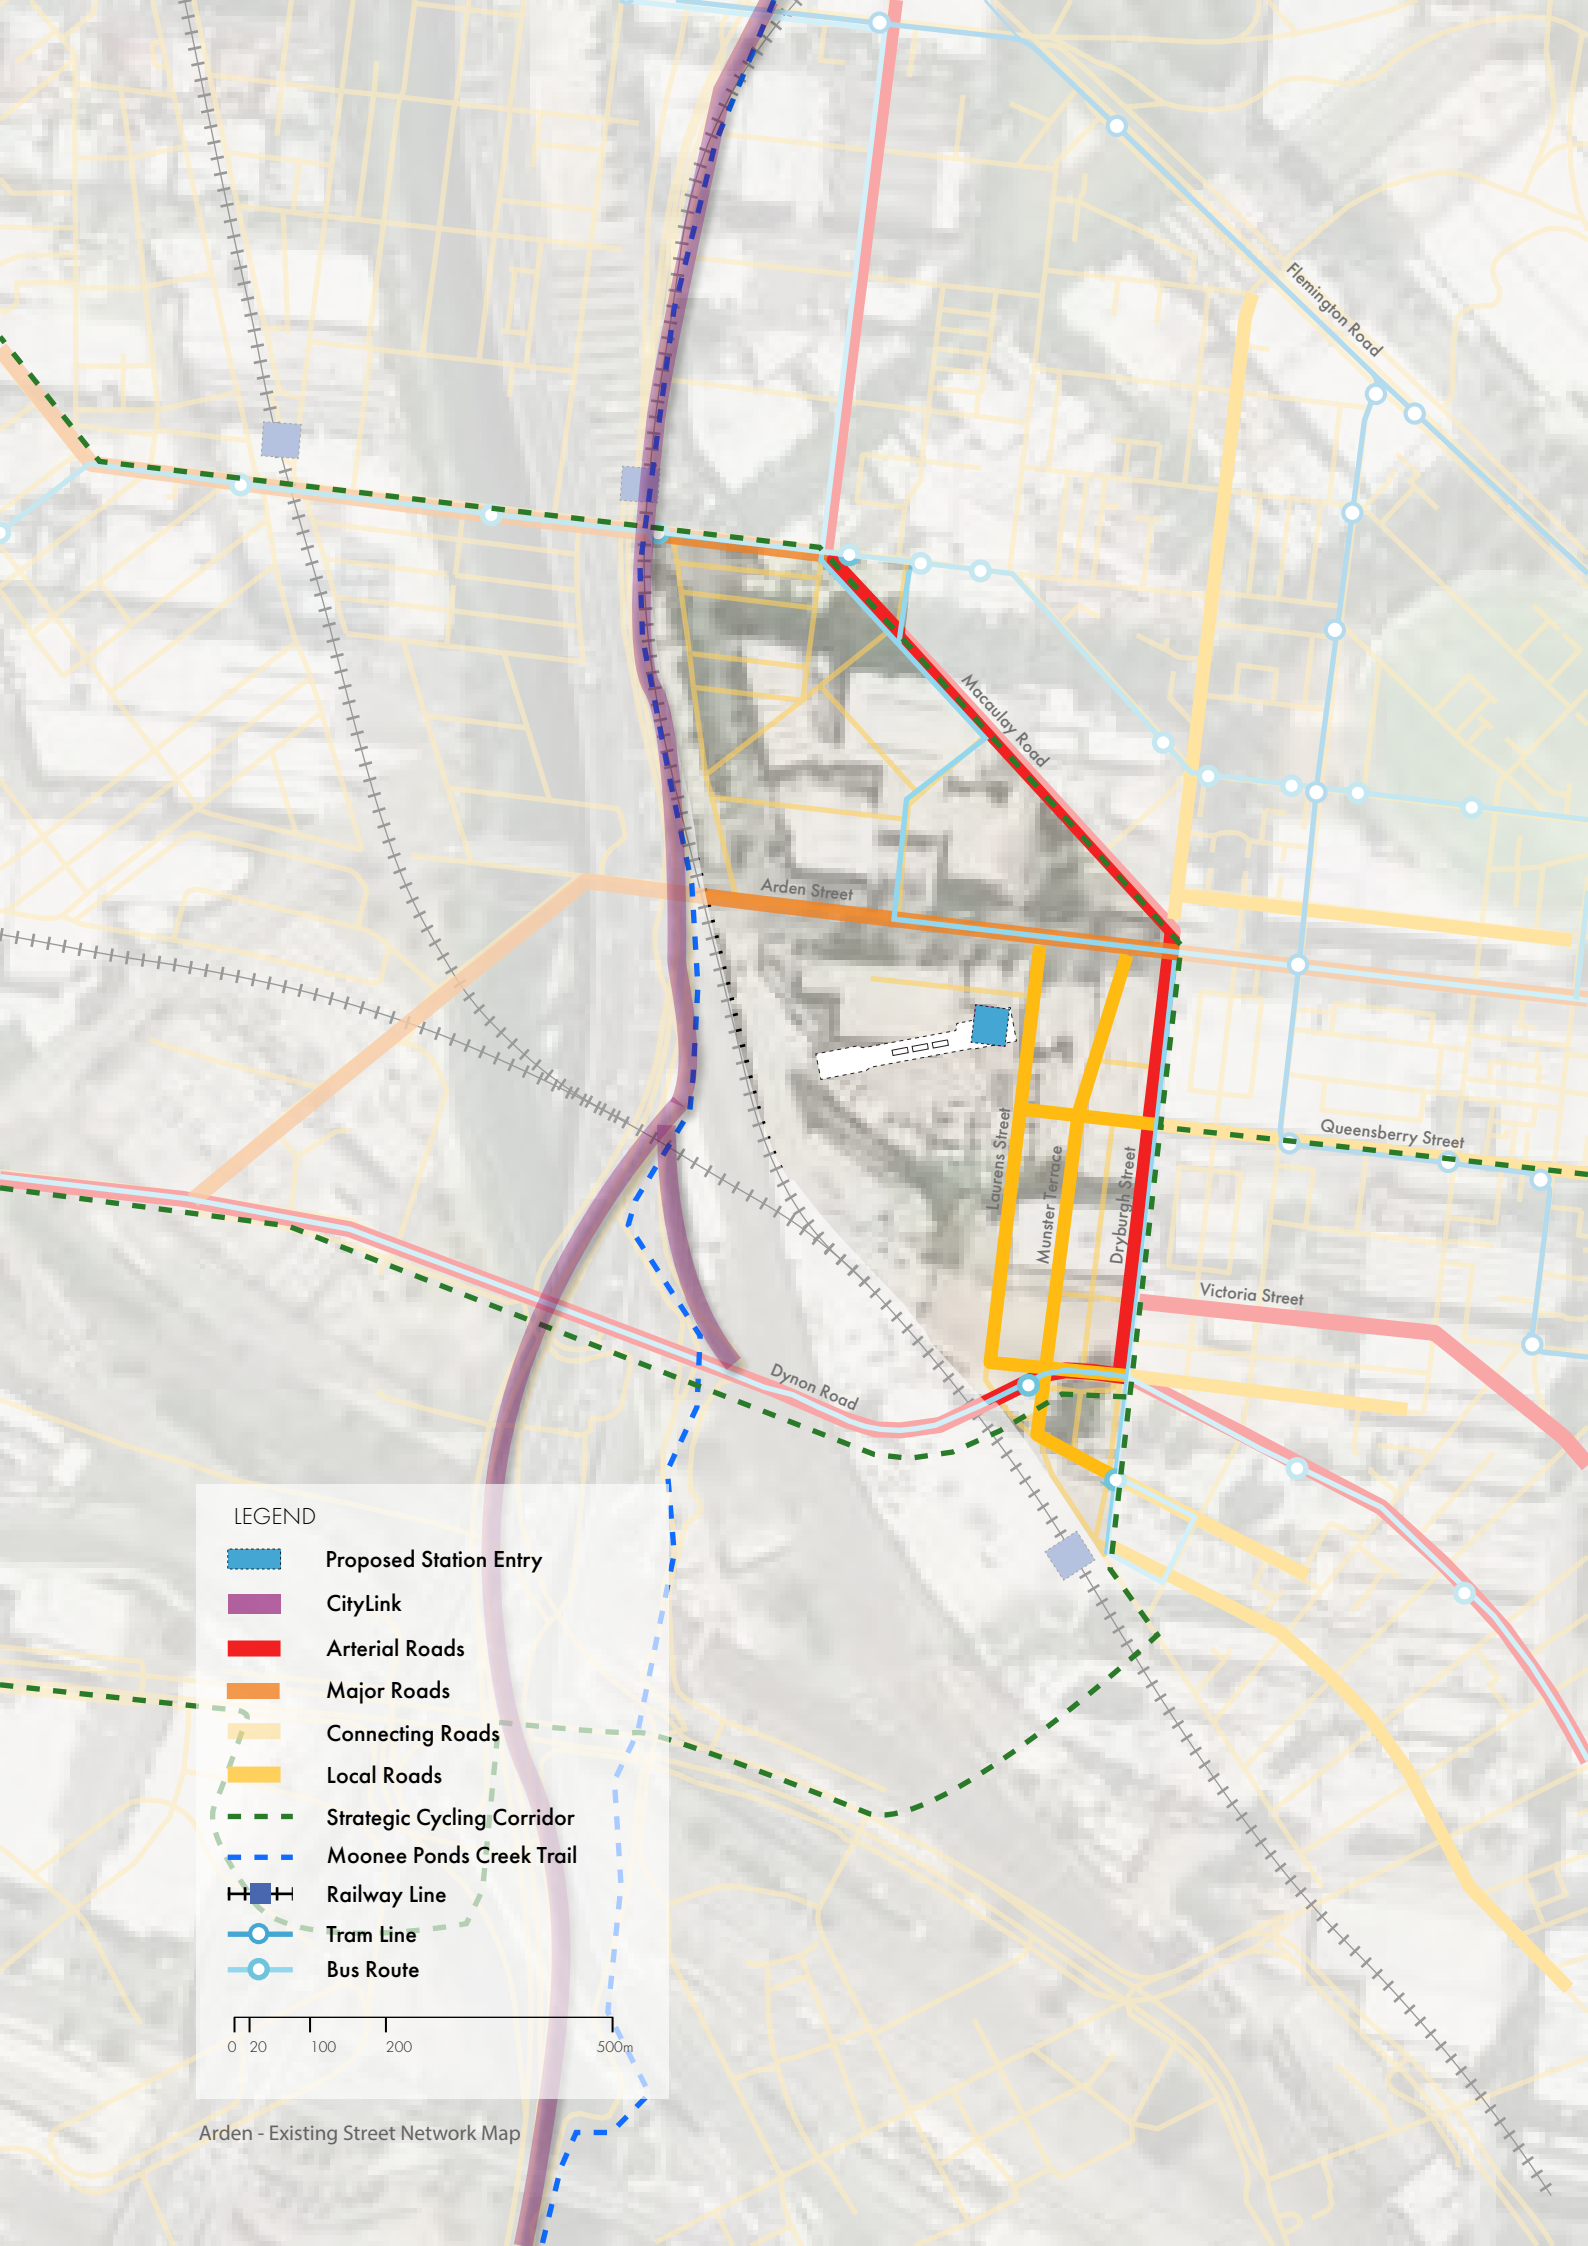 Flemington Road
Macaulay Road
Arden Street
Laurens Street
Munster Terrace
Dryburgh Street
Queensberry Street
Victoria Street
Dynon Road
LEGEND
Proposed Station Entry
CityLink
Arterial Roads
Major Roads
Connecting Roads
Local Roads
Strategic Cycling Corridor
Moonee Ponds Creek Trail
Railway Line
Tram Line
Bus Route
0 20 100 200 500m
Arden - Existing Street Network Map